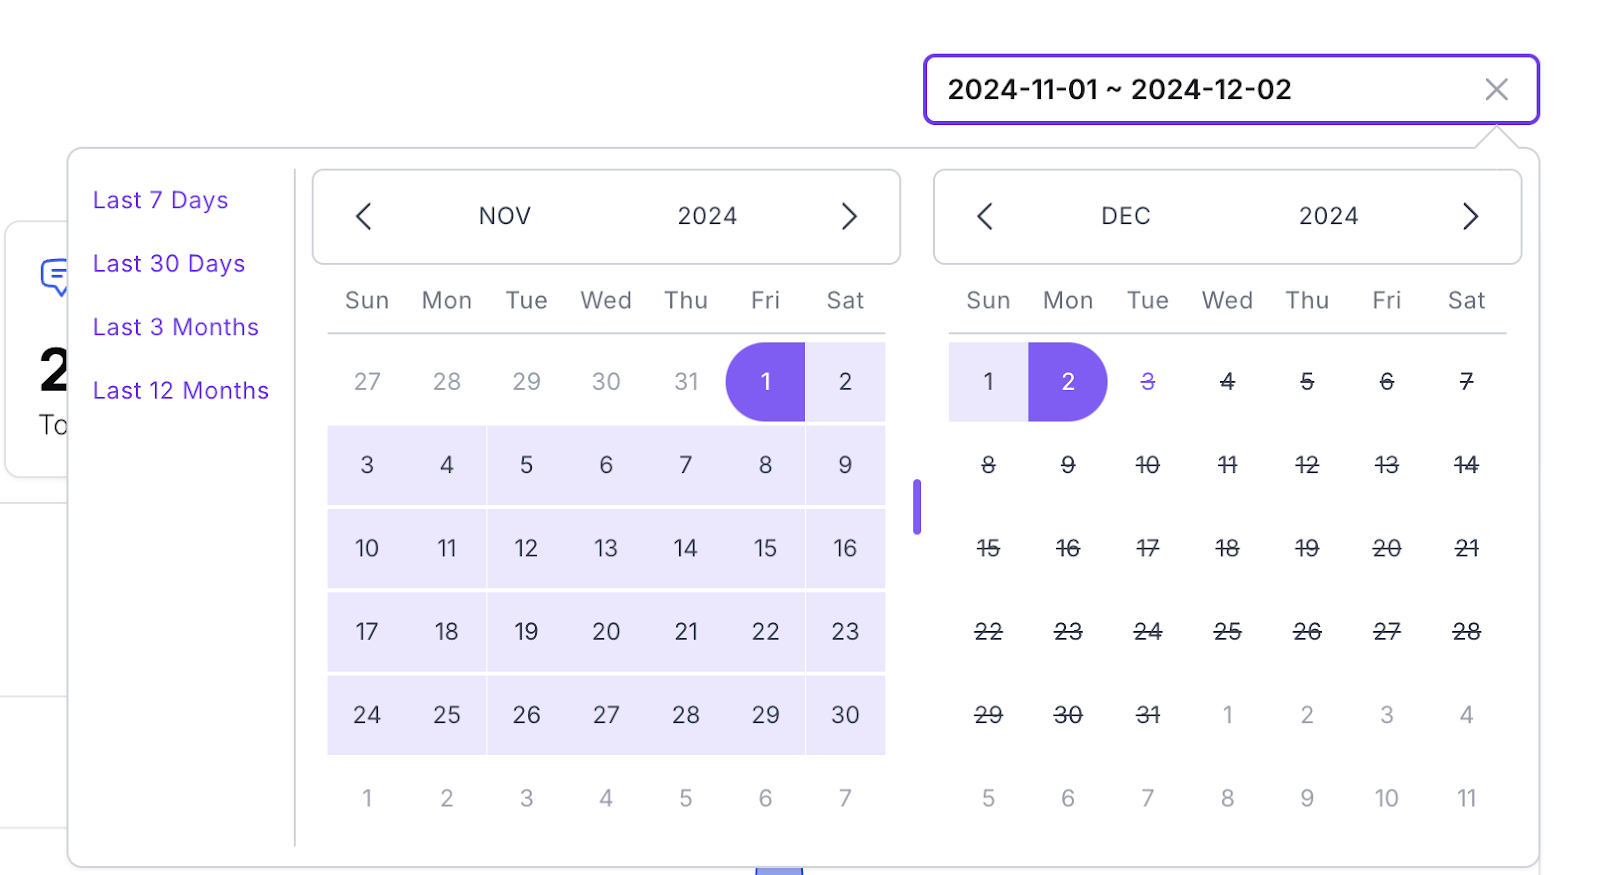 2024-11-01 ~ 2024-12-02
Last 7 Days
Last 30 Days
Last 3 Months
Last 12 Months
2
To
NOV 2024
Sun Mon Tue Wed Thu Fri Sat
27 28 29 30 31 1 2
3 4 5 6 7 8 9
10 11 12 13 14 15 16
17 18 19 20 21 22 23
24 25 26 27 28 29 30
1 2 3 4 5 6 7
DEC 2024
Sun Mon Tue Wed Thu Fri Sat
1 2 3 4 5 6 7
8 9 10 11 12 13 14
15 16 17 18 19 20 21
22 23 24 25 26 27 28
29 30 31 1 2 3 4
5 6 7 8 9 10 11